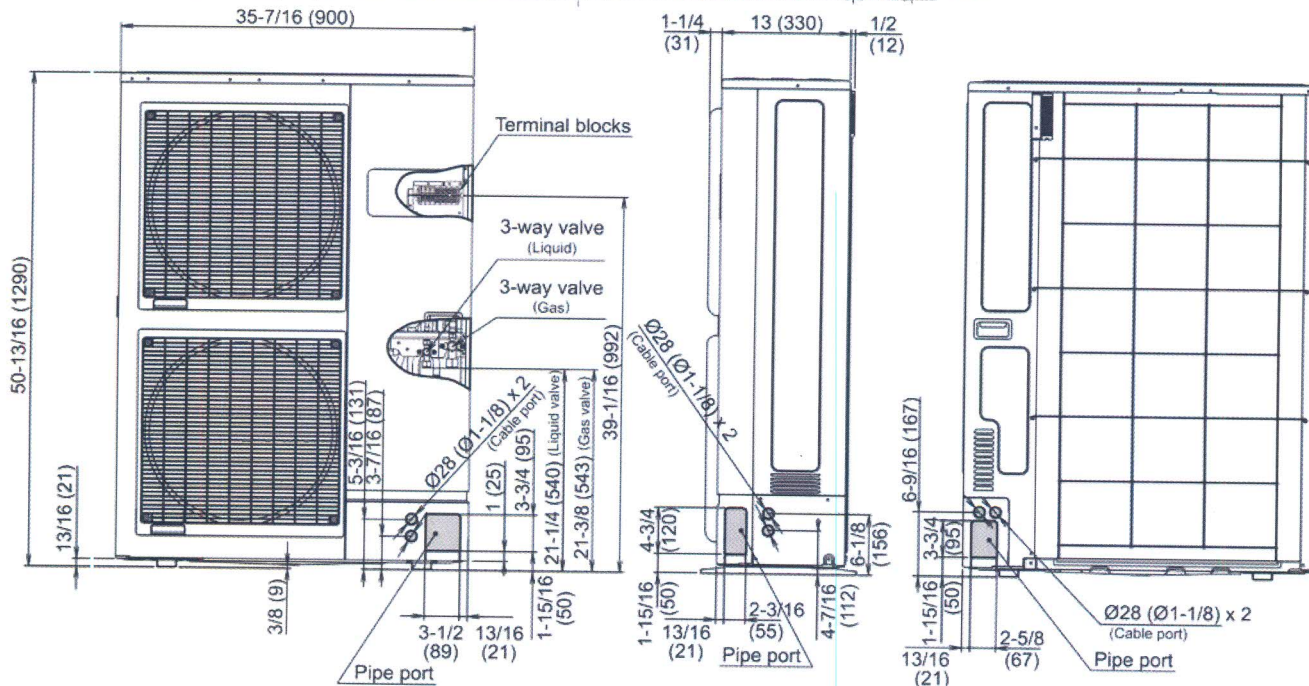 35-7/16 (900)
50-13/16 (1290)
Terminal blocks
3-way valve
(Liquid)
3-way valve
(Gas)
39-1/16 (992)
21-1/4 (540) (Liquid valve)
21-3/8 (543) (Gas valve)
Ø28 (Ø1-1/8) x 2
(Cable port)
5-3/16 (131)
3-7/16 (87)
3-3/4 (95)
1 (25)
13/16 (21)
3/8 (9)
1-15/16
(50)
3-1/2
(89)
13/16
(21)
Pipe port
1-1/4
(31)
13 (330)
1/2
(12)
Ø28 (Ø1-1/8) x 2
(Cable port)
4-3/4
(120)
1-15/16
(50)
6-1/8
(156)
4-7/16
(112)
13/16
(21)
2-3/16
(55)
Pipe port
6-9/16 (167)
3-3/4
(95)
1-15/16
(50)
13/16
(21)
2-5/8
(67)
Ø28 (Ø1-1/8) x 2
(Cable port)
Pipe port